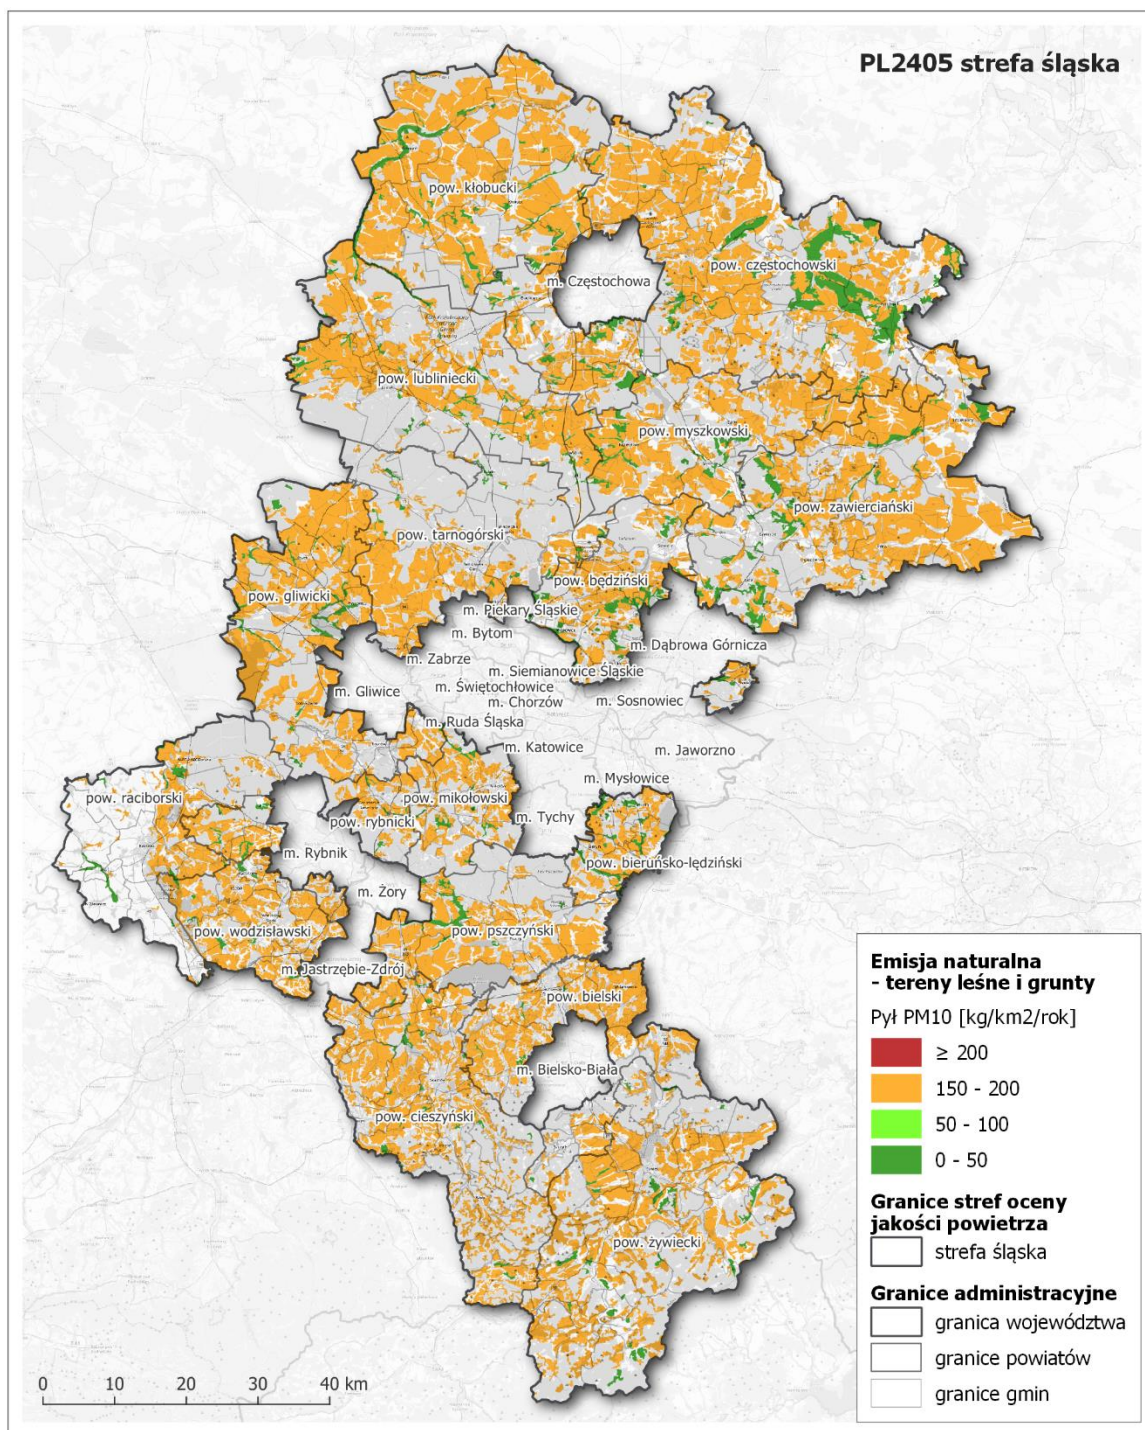 PL2405 strefa śląska
pow. kłobucki
pow. częstochowski
m. Częstochowa
pow. lubliniecki
pow. myszkowski
pow. zawierciański
pow. tarnogórski
pow. będziński
pow. gliwicki
m. Piekary Śląskie
m. Bytom
m. Dąbrowa Górnicza
m. Zabrze
m. Siemianowice Śląskie
m. Gliwice
m. Świętochłowice
m. Chorzów
m. Sosnowiec
m. Ruda Śląska
m. Katowice
m. Jaworzno
m. Mysłowice
pow. raciborski
pow. mikołowski
m. Tychy
pow. rybnicki
m. Rybnik
pow. bieruńsko-lędziński
m. Żory
pow. wodzisławski
pow. pszczyński
m. Jastrzębie-Zdrój
pow. bielski
m. Bielsko-Biała
pow. cieszyński
pow. żywiecki
Emisja naturalna
- tereny leśne i grunty
Pył PM10 [kg/km2/rok]
≥ 200
150 - 200
50 - 100
0 - 50
Granice stref oceny
jakości powietrza
strefa śląska
Granice administracyjne
granica województwa
granice powiatów
granice gmin
0 10 20 30 40 km